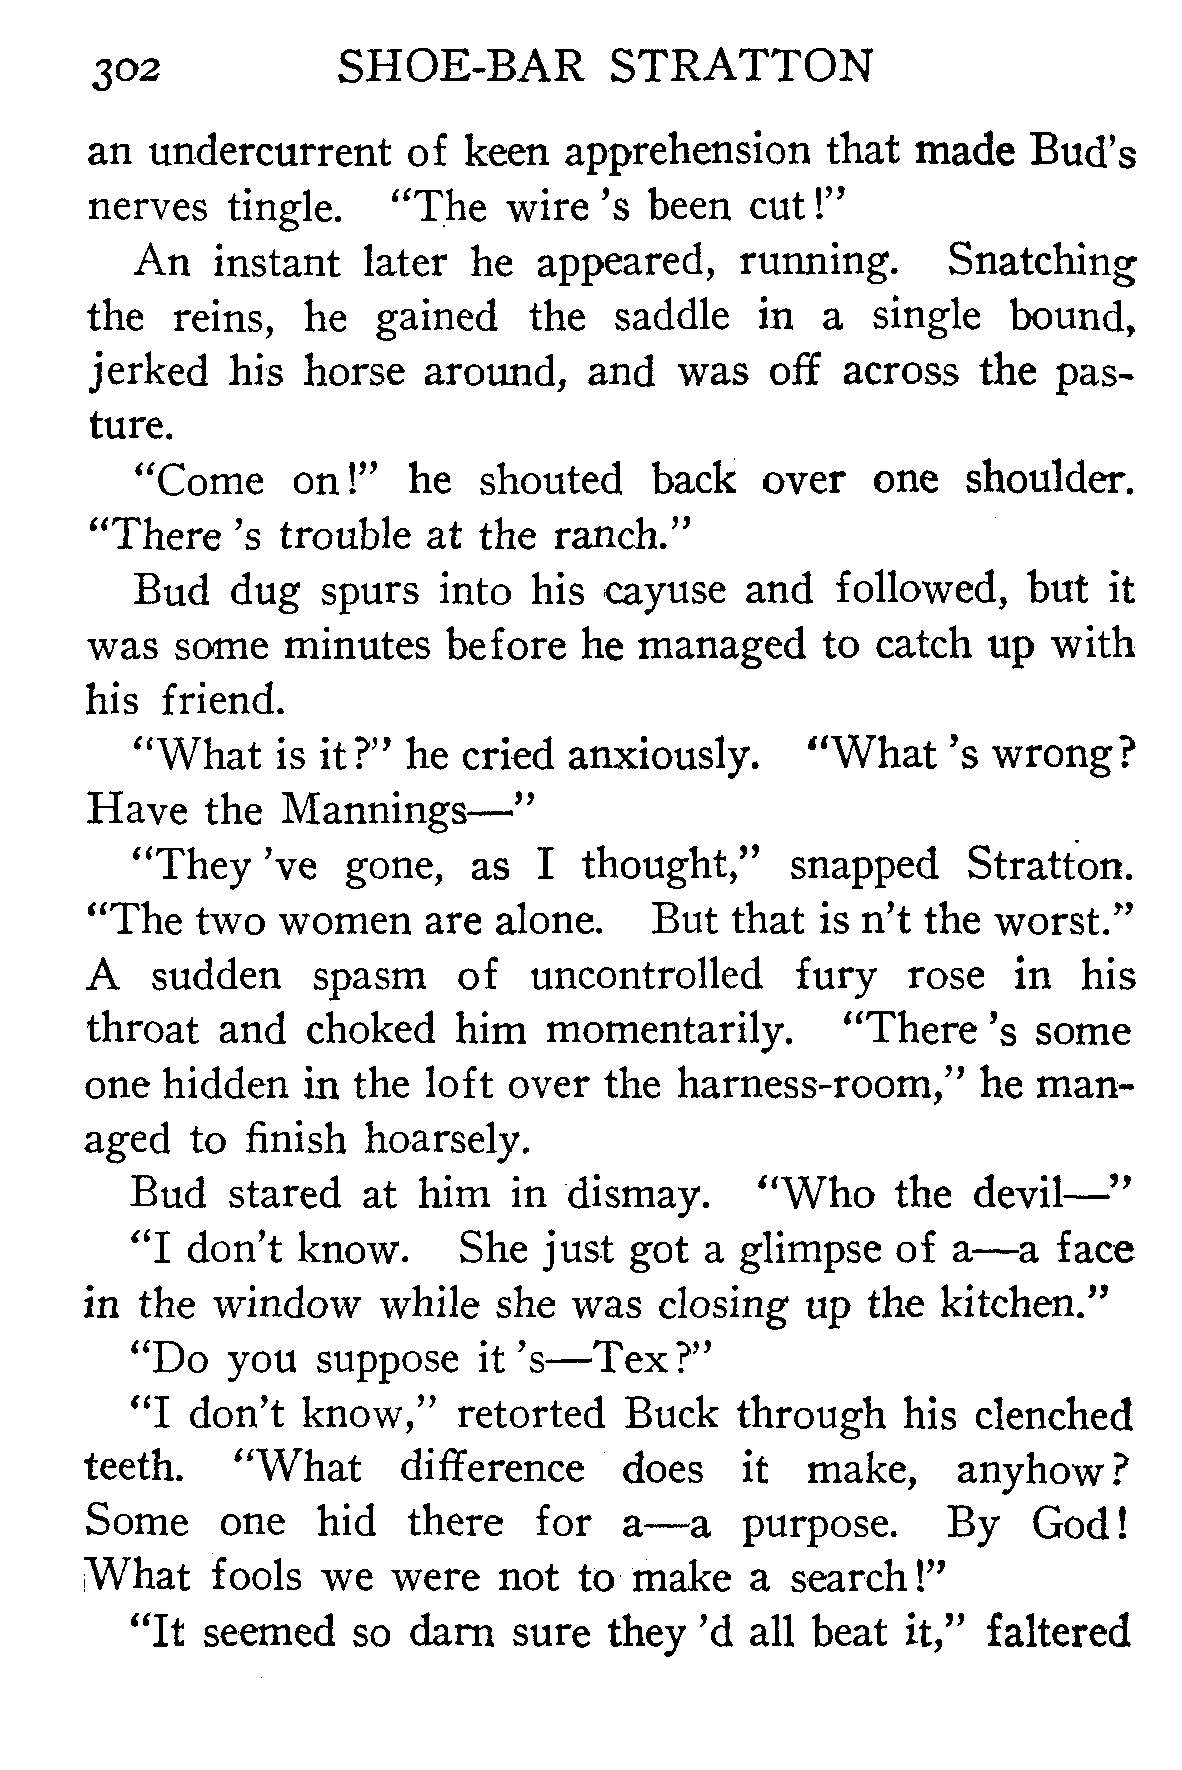 302 SHOE-BAR STRATTON
an undercurrent of keen apprehension that made Bud's
nerves tingle. "The wire 's been cut!"
An instant later he appeared, running. Snatching
the reins, he gained the saddle in a single bound,
jerked his horse around, and was off across the pas-
ture.
"Come on!" he shouted back over one shoulder.
"There 's trouble at the ranch."
Bud dug spurs into his cayuse and followed, but it
was some minutes before he managed to catch up with
his friend.
"What is it?" he cried anxiously. "What 's wrong?
Have the Mannings—"
"They 've gone, as I thought," snapped Stratton.
"The two women are alone. But that is n't the worst."
A sudden spasm of uncontrolled fury rose in his
throat and choked him momentarily. "There 's some
one hidden in the loft over the harness-room," he man-
aged to finish hoarsely.
Bud stared at him in dismay. "Who the devil—"
"I don't know. She just got a glimpse of a—a face
in the window while she was closing up the kitchen."
"Do you suppose it 's—Tex?"
"I don't know," retorted Buck through his clenched
teeth. "What difference does it make, anyhow?
Some one hid there for a—a purpose. By God!
What fools we were not to make a search!"
"It seemed so darn sure they 'd all beat it," faltered